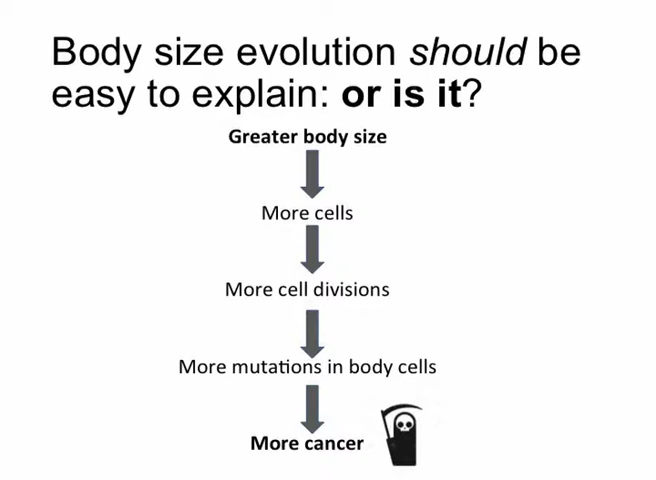 Body size evolution should be
easy to explain: or is it?
Greater body size
More cells
More cell divisions
More mutations in body cells
More cancer